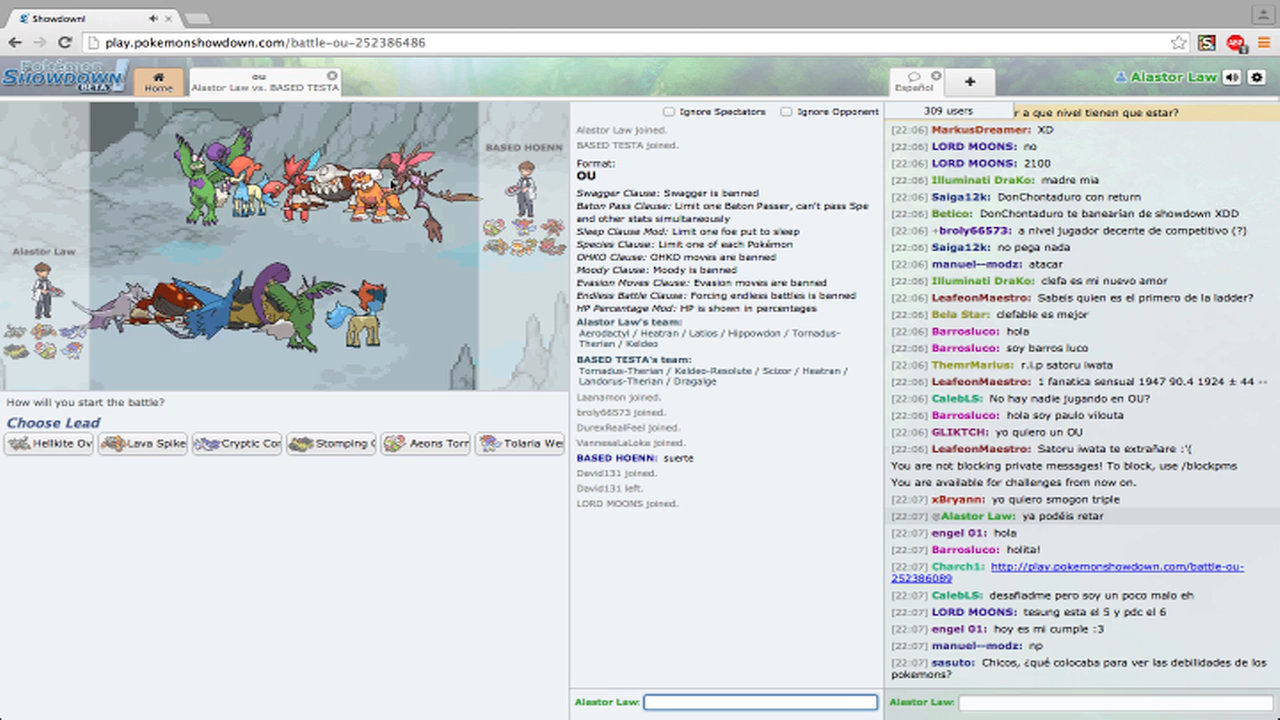 Showdown!
play.pokemonshowdown.com/battle-ou-252386486
Pokémon
SHOWDOWN!
BETA
Home
ou
Alastor Law vs. BASED TESTA
Español
+
Alastor Law
BASED HOENN
Alastor Law
How will you start the battle?
Choose Lead
Hellkite Ov
Lava Spike
Cryptic Cor
Stomping
Aeons Torr
Tolaria We
Ignore Spectators
Ignore Opponent
Alastor Law joined.
BASED TESTA joined.
Format:
OU
Swagger Clause: Swagger is banned
Baton Pass Clause: Limit one Baton Passer, can't pass Spe
and other stats simultaneously
Sleep Clause Mod: Limit one foe put to sleep
Species Clause: Limit one of each Pokémon
OHKO Clause: OHKO moves are banned
Moody Clause: Moody is banned
Evasion Moves Clause: Evasion moves are banned
Endless Battle Clause: Forcing endless battles is banned
HP Percentage Mod: HP is shown in percentages
Alastor Law's team:
Aerodactyl / Heatran / Latios / Hippowdon / Tornadus-
Therian / Keldeo
BASED TESTA's team:
Tornadus-Therian / Keldeo-Resolute / Scizor / Heatran /
Landorus-Therian / Dragalge
Laanamon joined.
broly66573 joined.
DurexRealFeel joined.
VannesaLaLoka joined.
BASED HOENN: suerte
David131 joined.
David131 left.
LORD MOONS joined.
Alastor Law:
309 users
r a que nivel tienen que estar?
[22:06] MarkusDreamer: XD
[22:06] LORD MOONS: no
[22:06] LORD MOONS: 2100
[22:06] Illuminati DraKo: madre mia
[22:06] Saiga12k: DonChontaduro con return
[22:06] Betico: DonChontaduro te banearían de showdown XDD
[22:06] +broly66573: a nivel jugador decente de competitivo (?)
[22:06] Saiga12k: no pega nada
[22:06] manuel--modz: atacar
[22:06] Illuminati DraKo: clefa es mi nuevo amor
[22:06] LeafeonMaestro: Sabeis quien es el primero de la ladder?
[22:06] Bela Star: clefable es mejor
[22:06] Barrosluco: hola
[22:06] Barrosluco: soy barros luco
[22:06] ThemrMarius: r.i.p satoru iwata
[22:06] LeafeonMaestro: 1 fanatica sensual 1947 90.4 1924 ± 44 --
[22:06] CalebLS: No hay nadie jugando en OU?
[22:06] Barrosluco: hola soy paulo vilouta
[22:06] GLIKTCH: yo quiero un OU
[22:06] LeafeonMaestro: Satoru iwata te extrañare :'(
You are not blocking private messages! To block, use /blockpms
You are available for challenges from now on.
[22:07] xBryann: yo quiero smogon triple
[22:07] @Alastor Law: ya podéis retar
[22:07] engel 01: hola
[22:07] Barrosluco: holita!
[22:07] Charch1: http://play.pokemonshowdown.com/battle-ou-
252386089
[22:07] CalebLS: desafiadme pero soy un poco malo eh
[22:07] LORD MOONS: tesung esta el 5 y pdc el 6
[22:07] engel 01: hoy es mi cumple :3
[22:07] manuel--modz: np
[22:07] sasuto: Chicos, ¿qué colocaba para ver las debilidades de los
pokemons?
Alastor Law: